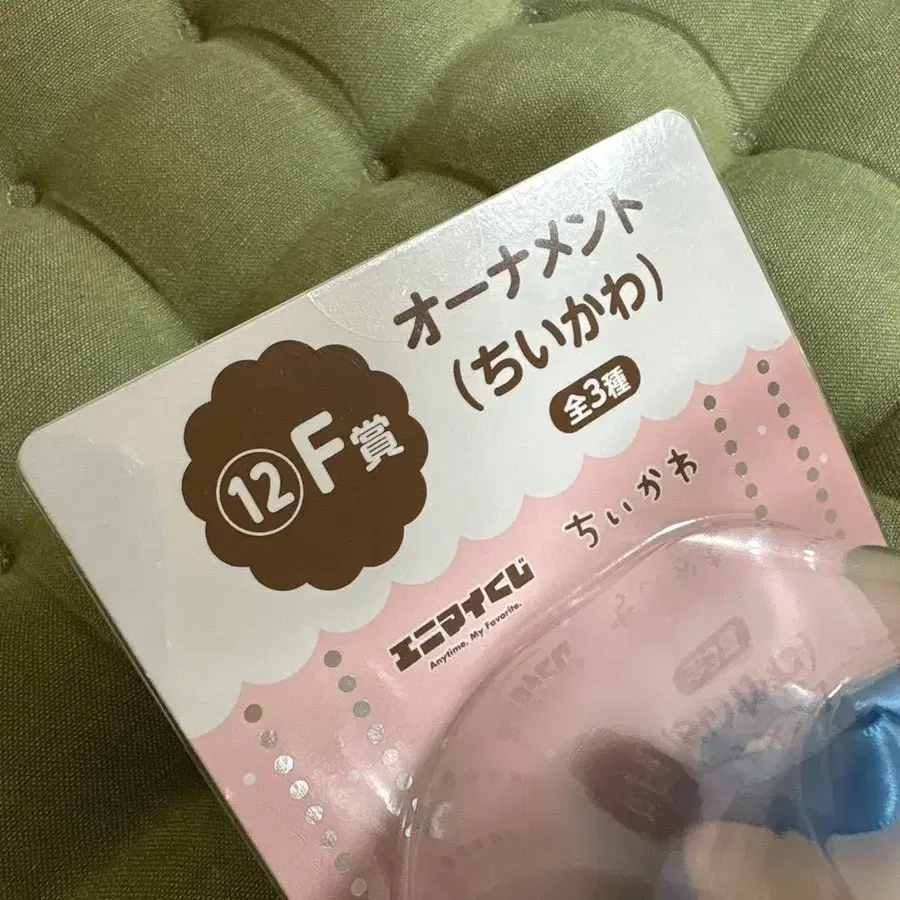 オーナメント
(ちいかわ)
全3種
⑫F賞
ちいかわ
エニマイくじ
Anytime, My Favorite.